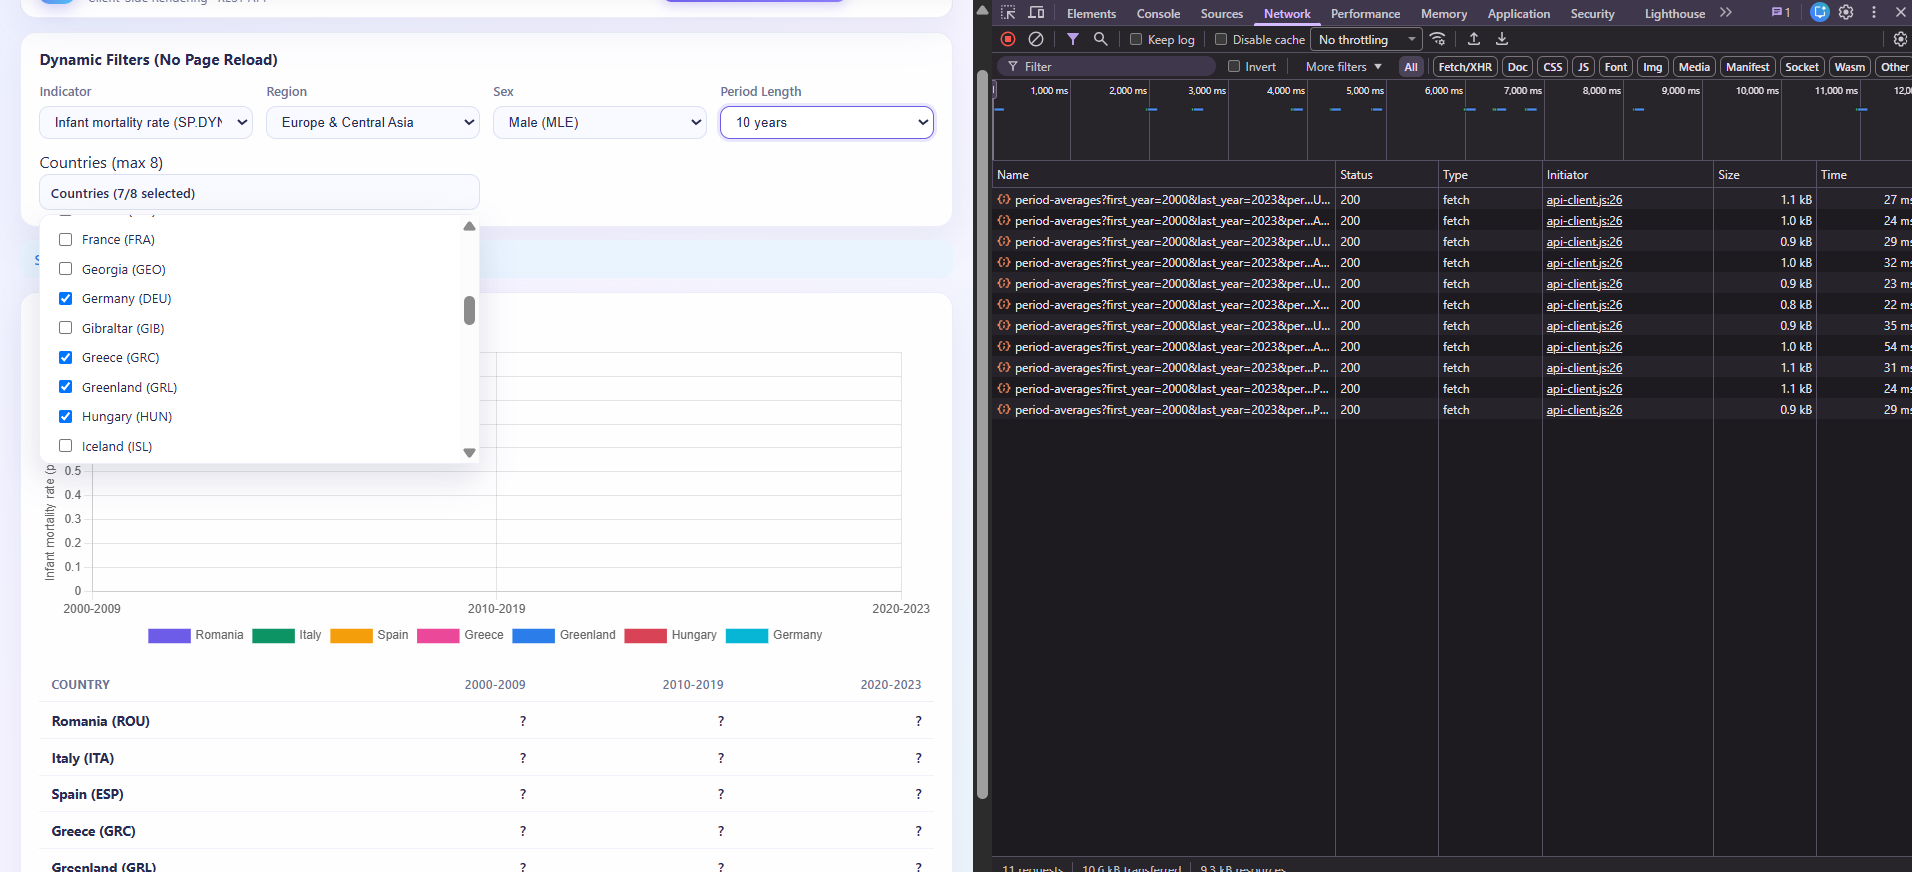 Dynamic Filters (No Page Reload)
Indicator Region Sex Period Length
Infant mortality rate (SP.DYN Europe & Central Asia Male (MLE) 10 years
Countries (max 8)
Countries (7/8 selected)
France (FRA)
Georgia (GEO)
Germany (DEU)
Gibraltar (GIB)
Greece (GRC)
Greenland (GRL)
Hungary (HUN)
Iceland (ISL)
Infant mortality rate (p
0.5
0.4
0.3
0.2
0.1
0
2000-2009 2010-2019 2020-2023
Romania Italy Spain Greece Greenland Hungary Germany
COUNTRY 2000-2009 2010-2019 2020-2023
Romania (ROU) ? ? ?
Italy (ITA) ? ? ?
Spain (ESP) ? ? ?
Greece (GRC) ? ? ?
Greenland (GRL) ? ? ?
Elements Console Sources Network Performance Memory Application Security Lighthouse 1
Keep log Disable cache No throttling
Filter Invert More filters All Fetch/XHR Doc CSS JS Font Img Media Manifest Socket Wasm Other
1,000 ms 2,000 ms 3,000 ms 4,000 ms 5,000 ms 6,000 ms 7,000 ms 8,000 ms 9,000 ms 10,000 ms 11,000 ms 12,0
Name Status Type Initiator Size Time
period-averages?first_year=2000&last_year=2023&per...U... 200 fetch api-client.js:26 1.1 kB 27 ms
period-averages?first_year=2000&last_year=2023&per...A... 200 fetch api-client.js:26 1.0 kB 24 ms
period-averages?first_year=2000&last_year=2023&per...U... 200 fetch api-client.js:26 0.9 kB 29 ms
period-averages?first_year=2000&last_year=2023&per...A... 200 fetch api-client.js:26 1.0 kB 32 ms
period-averages?first_year=2000&last_year=2023&per...U... 200 fetch api-client.js:26 0.9 kB 23 ms
period-averages?first_year=2000&last_year=2023&per...X... 200 fetch api-client.js:26 0.8 kB 22 ms
period-averages?first_year=2000&last_year=2023&per...U... 200 fetch api-client.js:26 0.9 kB 35 ms
period-averages?first_year=2000&last_year=2023&per...A... 200 fetch api-client.js:26 1.0 kB 54 ms
period-averages?first_year=2000&last_year=2023&per...P... 200 fetch api-client.js:26 1.1 kB 31 ms
period-averages?first_year=2000&last_year=2023&per...P... 200 fetch api-client.js:26 1.1 kB 24 ms
period-averages?first_year=2000&last_year=2023&per...P... 200 fetch api-client.js:26 0.9 kB 29 ms
11 requests 10.6 kB transferred 9.3 kB resources